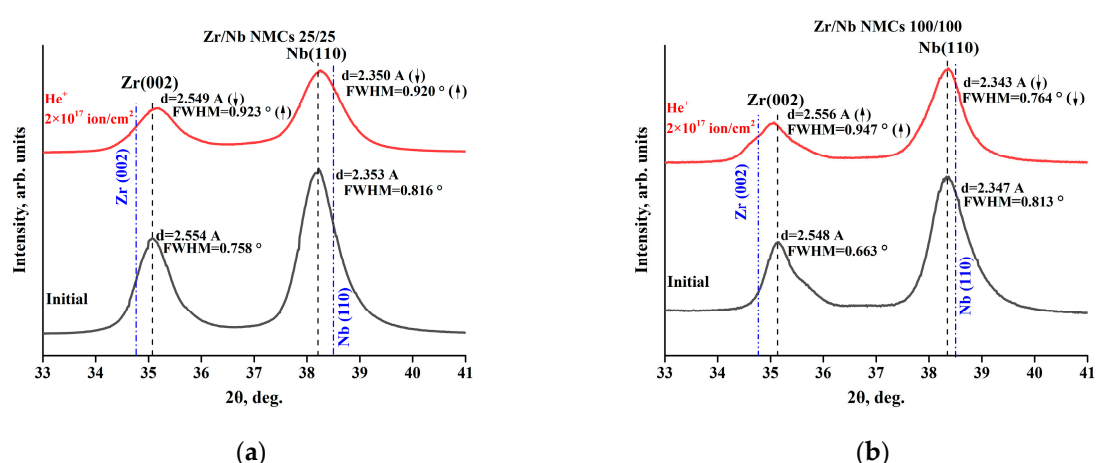 Zr/Nb NMCs 25/25
Nb(110)
d=2.350 A (↓)
FWHM=0.920 ° (↑)
Zr(002)
d=2.549 A (↓)
FWHM=0.923 ° (↑)
He⁺
2×10¹⁷ ion/cm²
Zr (002)
d=2.353 A
FWHM=0.816 °
d=2.554 A
FWHM=0.758 °
Initial
Nb (110)
Intensity, arb. units
33 34 35 36 37 38 39 40 41
2θ, deg.
(a)
Zr/Nb NMCs 100/100
Nb(110)
d=2.343 A (↓)
FWHM=0.764 ° (↓)
Zr(002)
d=2.556 A (↑)
FWHM=0.947 ° (↑)
He⁺
2×10¹⁷ ion/cm²
Zr (002)
d=2.347 A
FWHM=0.813 °
d=2.548 A
FWHM=0.663 °
Initial
Nb (110)
Intensity, arb. units
33 34 35 36 37 38 39 40 41
2θ, deg.
(b)